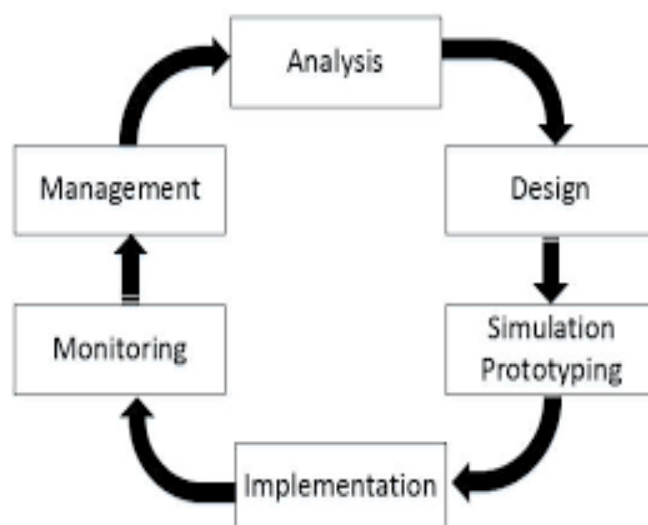 Analysis
Management
Design
Monitoring
Simulation
Prototyping
Implementation